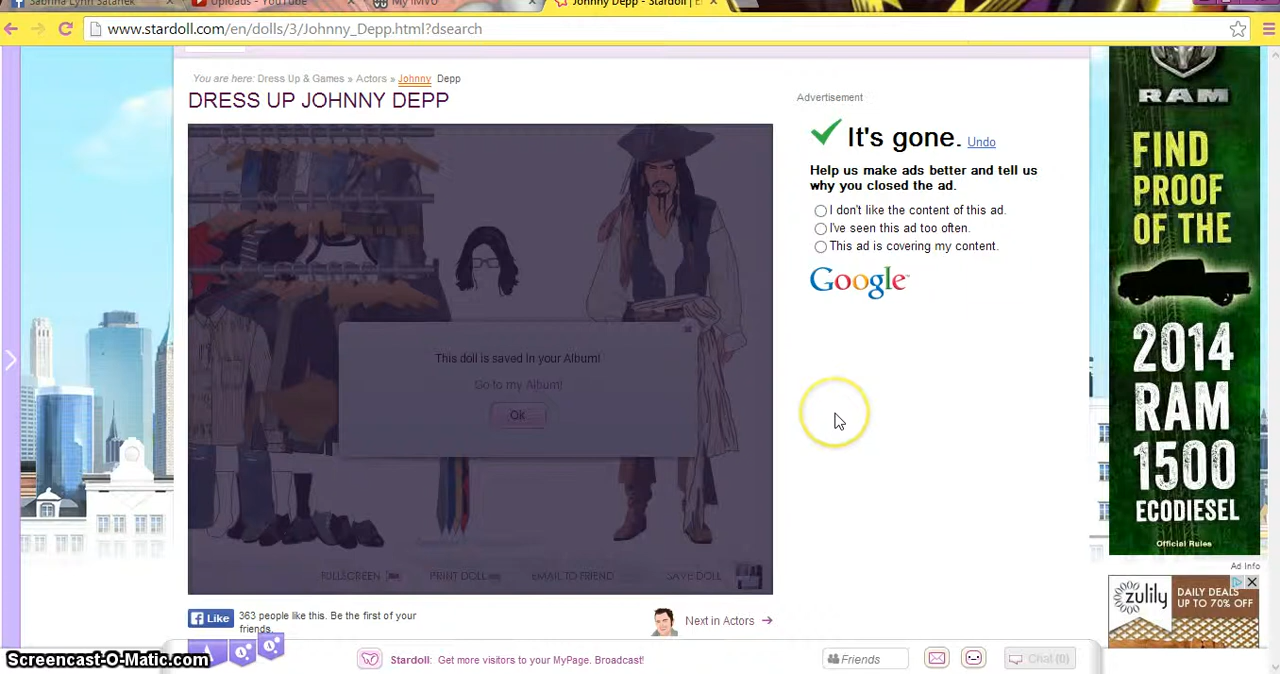 Sabrina Lynn Satanek
Uploads - YouTube
My IMVU
Johnny Depp - Stardoll | E
www.stardoll.com/en/dolls/3/Johnny_Depp.html?dsearch
You are here: Dress Up & Games » Actors » Johnny Depp
DRESS UP JOHNNY DEPP
Advertisement
It's gone. Undo
Help us make ads better and tell us
why you closed the ad.
I don't like the content of this ad.
I've seen this ad too often.
This ad is covering my content.
Google
RAM
FIND
PROOF
OF THE
2014
RAM
1500
ECODIESEL
Official Rules
This doll is saved in your Album!
Go to my Album!
Ok
FULLSCREEN
PRINT DOLL
EMAIL TO FRIEND
SAVE DOLL
Ad Info
zulily
DAILY DEALS
UP TO 70% OFF
Like
363 people like this. Be the first of your
friends.
Next in Actors
Stardoll: Get more visitors to your MyPage. Broadcast!
Friends
Chat (0)
Screencast-O-Matic.com